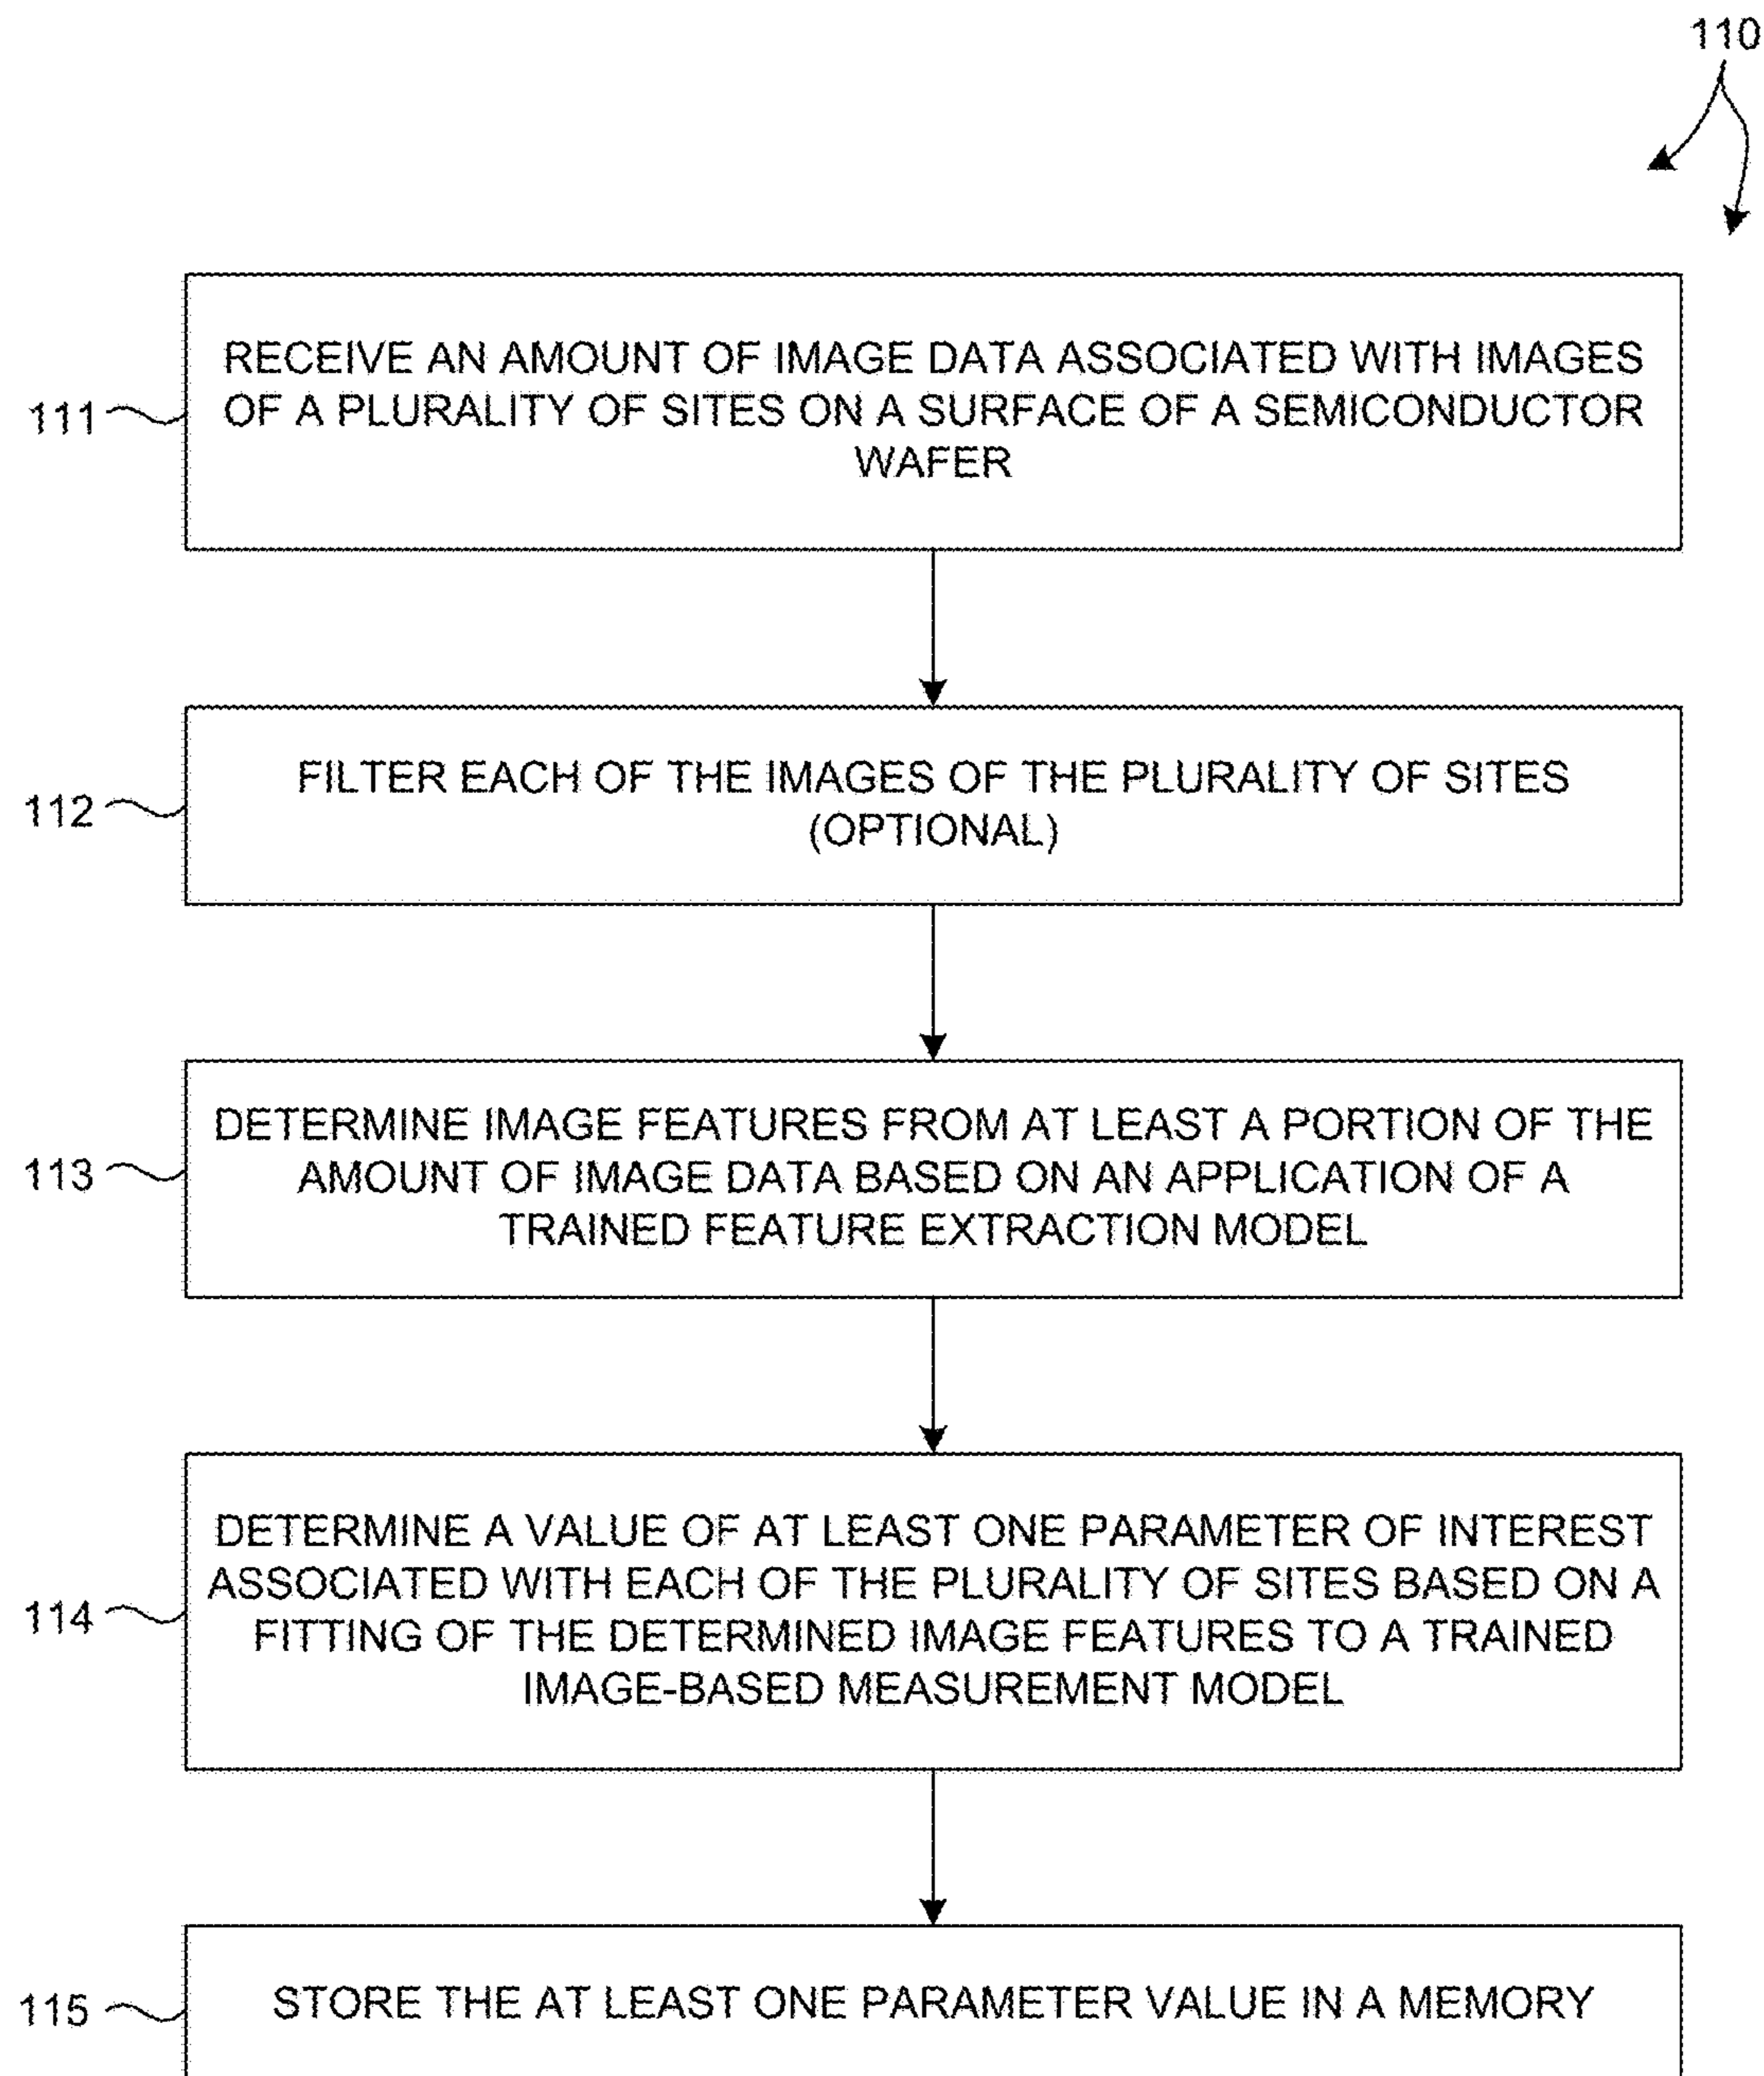 110
111
RECEIVE AN AMOUNT OF IMAGE DATA ASSOCIATED WITH IMAGES
OF A PLURALITY OF SITES ON A SURFACE OF A SEMICONDUCTOR
WAFER
112
FILTER EACH OF THE IMAGES OF THE PLURALITY OF SITES
(OPTIONAL)
113
DETERMINE IMAGE FEATURES FROM AT LEAST A PORTION OF THE
AMOUNT OF IMAGE DATA BASED ON AN APPLICATION OF A
TRAINED FEATURE EXTRACTION MODEL
114
DETERMINE A VALUE OF AT LEAST ONE PARAMETER OF INTEREST
ASSOCIATED WITH EACH OF THE PLURALITY OF SITES BASED ON A
FITTING OF THE DETERMINED IMAGE FEATURES TO A TRAINED
IMAGE-BASED MEASUREMENT MODEL
115
STORE THE AT LEAST ONE PARAMETER VALUE IN A MEMORY